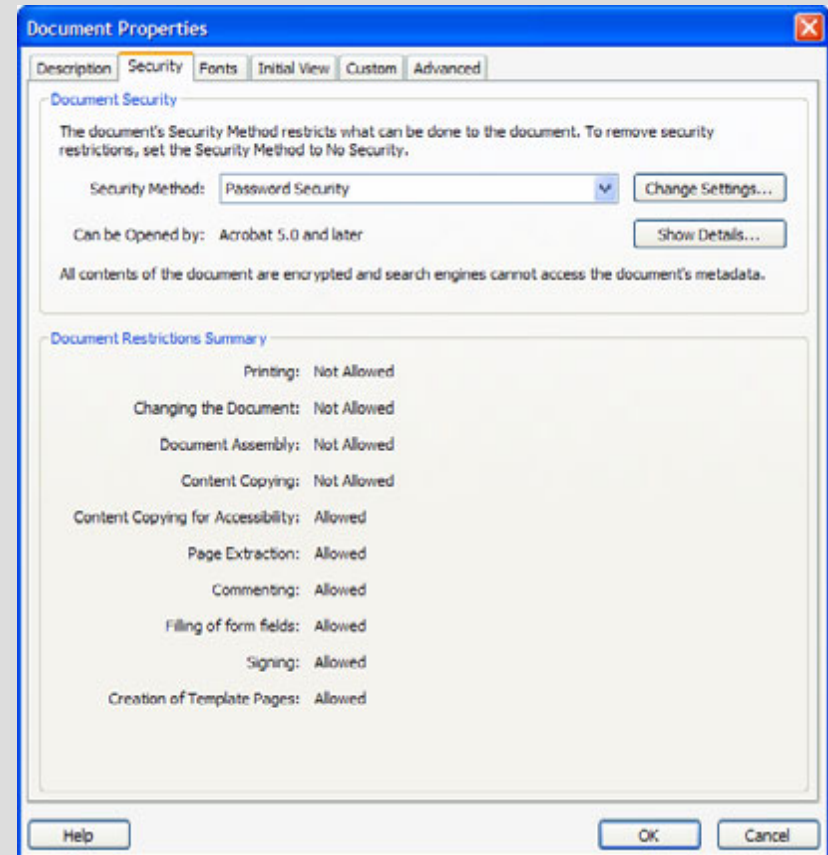 Document Properties
Description Security Fonts Initial View Custom Advanced
Document Security
The document's Security Method restricts what can be done to the document. To remove security
restrictions, set the Security Method to No Security.
Security Method: Password Security Change Settings...
Can be Opened by: Acrobat 5.0 and later Show Details...
All contents of the document are encrypted and search engines cannot access the document's metadata.
Document Restrictions Summary
Printing: Not Allowed
Changing the Document: Not Allowed
Document Assembly: Not Allowed
Content Copying: Not Allowed
Content Copying for Accessibility: Allowed
Page Extraction: Allowed
Commenting: Allowed
Filling of form fields: Allowed
Signing: Allowed
Creation of Template Pages: Allowed
Help OK Cancel